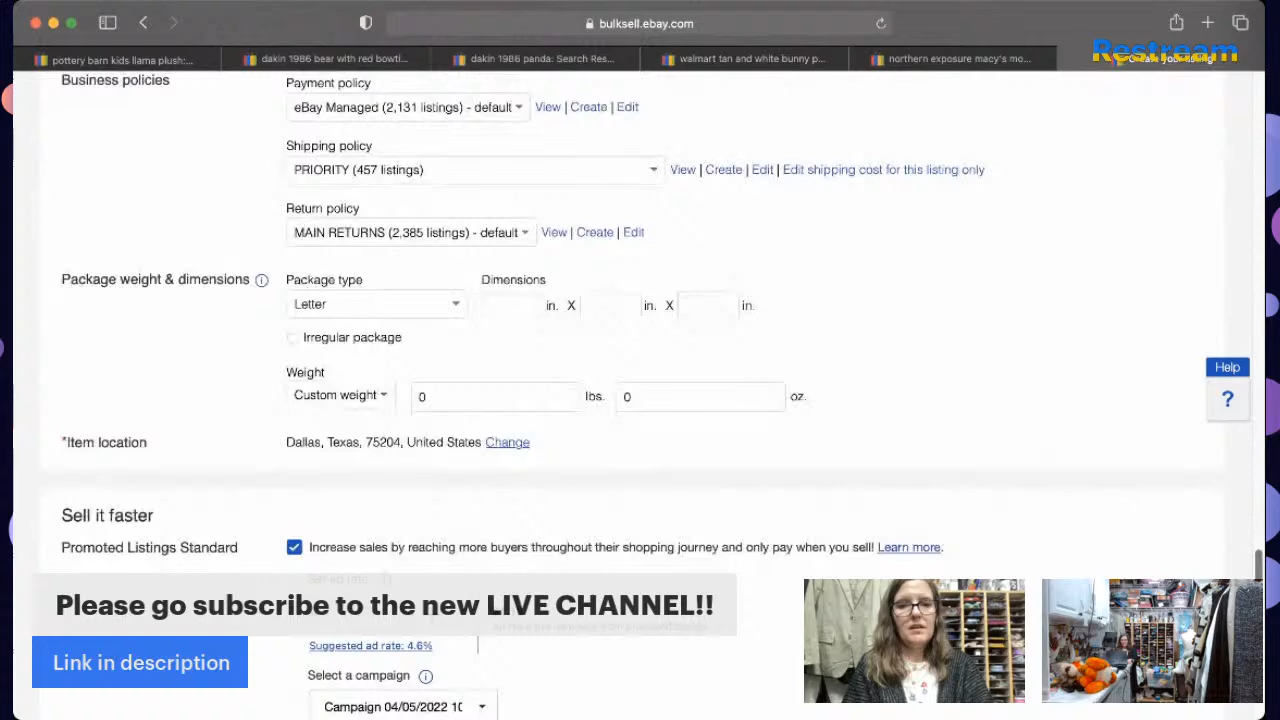 bulksell.ebay.com
pottery barn kids llama plush:...
dakin 1986 bear with red bowti...
dakin 1986 panda: Search Res...
walmart tan and white bunny p...
northern exposure macy's mo...
Restream
Business policies
Payment policy
eBay Managed (2,131 listings) - default
View | Create | Edit
Shipping policy
PRIORITY (457 listings)
View | Create | Edit | Edit shipping cost for this listing only
Return policy
MAIN RETURNS (2,385 listings) - default
View | Create | Edit
Package weight & dimensions
Package type
Dimensions
Letter
in. X
in. X
in.
Irregular package
Weight
Custom weight
0
lbs.
0
oz.
Help
?
*Item location
Dallas, Texas, 75204, United States Change
Sell it faster
Promoted Listings Standard
Increase sales by reaching more buyers throughout their shopping journey and only pay when you sell! Learn more.
Set ad rate
Please go subscribe to the new LIVE CHANNEL!!
Suggested ad rate: 4.6%
Link in description
Select a campaign
Campaign 04/05/2022 10